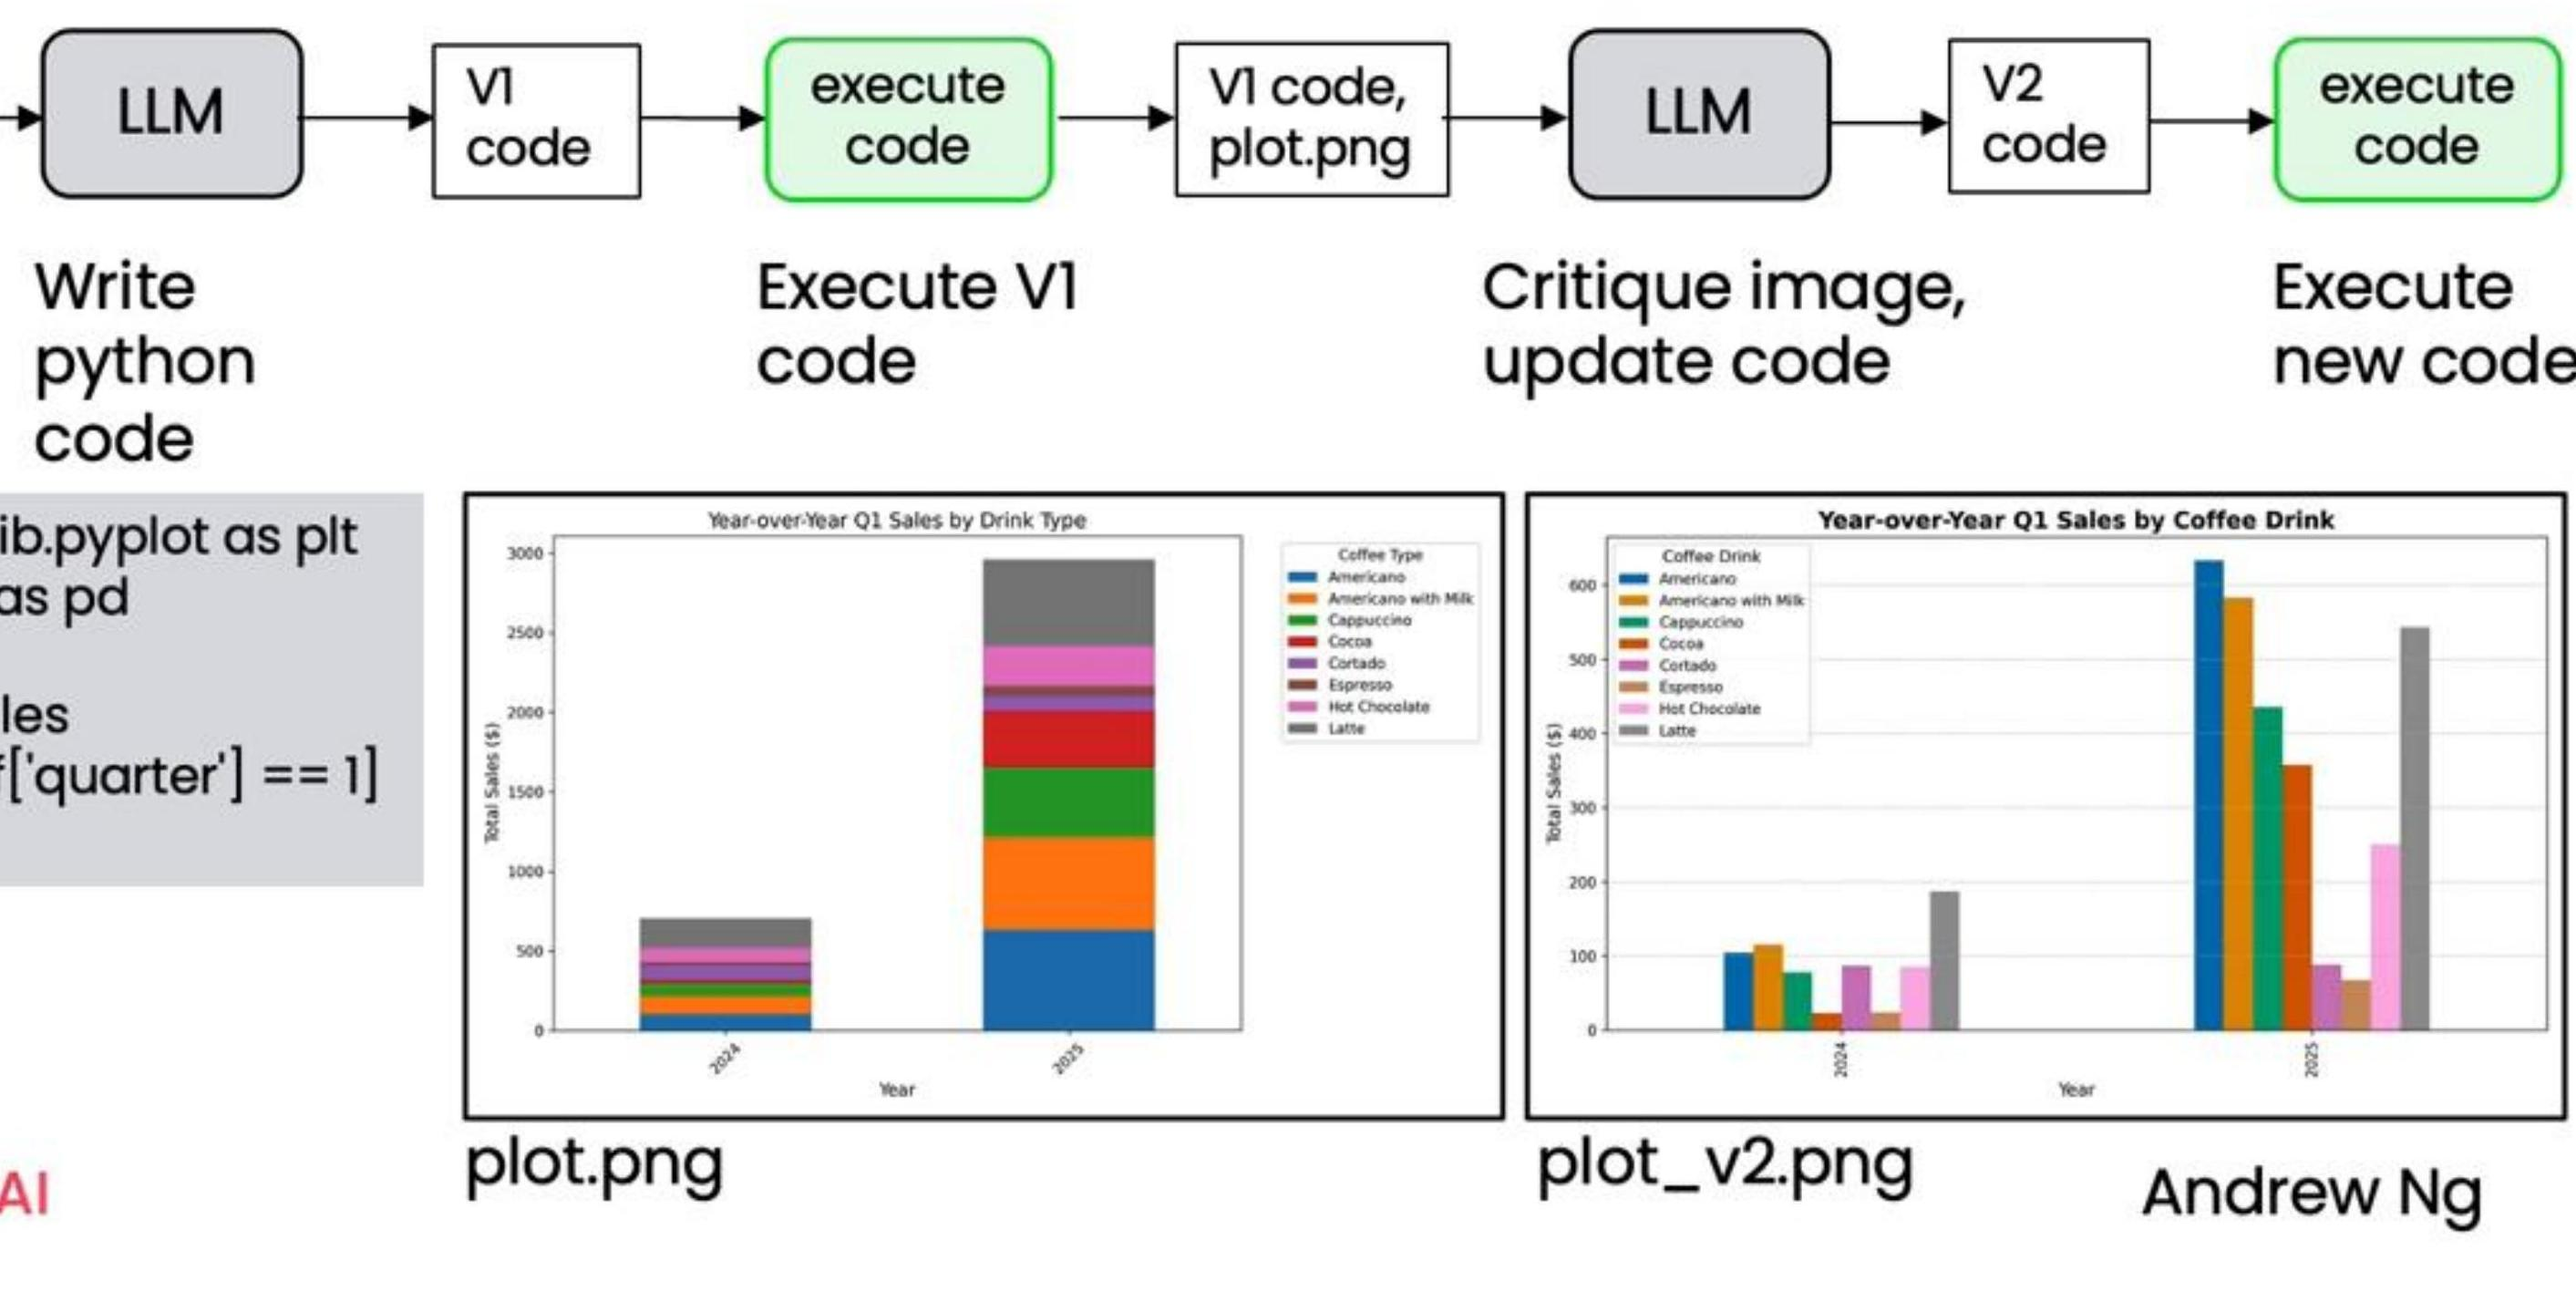 LLM
V1
code
execute
code
V1 code,
plot.png
LLM
V2
code
execute
code
Write
python
code
Execute V1
code
Critique image,
update code
Execute
new code
ib.pyplot as plt
as pd
les
f['quarter'] == 1]
Year-over-Year Q1 Sales by Drink Type
3000
2500
2000
1500
1000
500
0
Total Sales ($)
2024
2025
Year
Coffee Type
Americano
Americano with Milk
Cappuccino
Cocoa
Cortado
Espresso
Hot Chocolate
Latte
plot.png
Year-over-Year Q1 Sales by Coffee Drink
600
500
400
300
200
100
0
Total Sales ($)
Coffee Drink
Americano
Americano with Milk
Cappuccino
Cocoa
Cortado
Espresso
Hot Chocolate
Latte
2024
2025
Year
plot_v2.png
AI
Andrew Ng